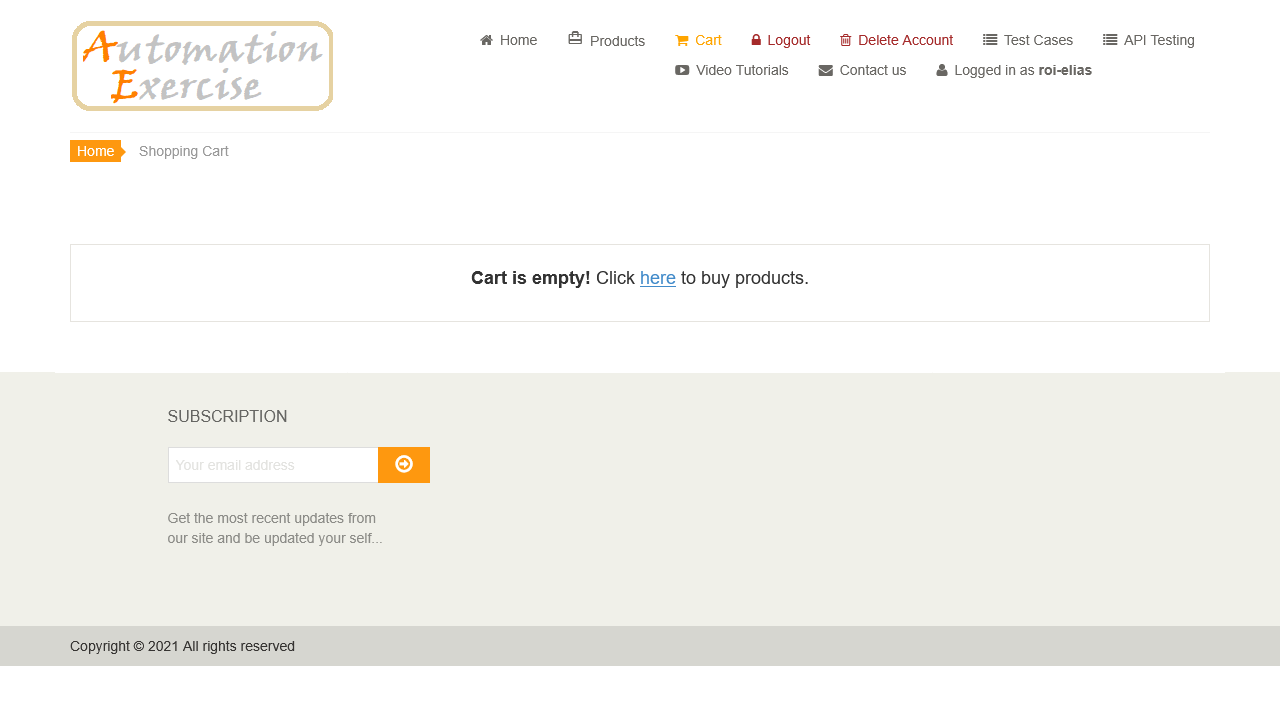 Automation
Exercise
Home
Products
Cart
Logout
Delete Account
Test Cases
API Testing
Video Tutorials
Contact us
Logged in as roi-elias
Home
Shopping Cart
Cart is empty! Click here to buy products.
SUBSCRIPTION
Your email address
Get the most recent updates from
our site and be updated your self...
Copyright © 2021 All rights reserved